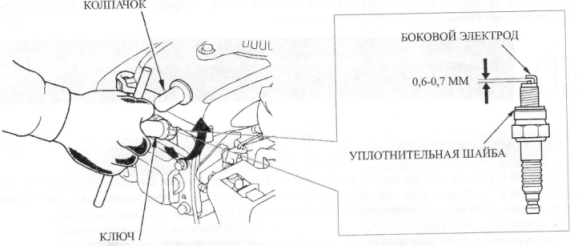 КОЛПАЧОК
БОКОВОЙ ЭЛЕКТРОД
0,6-0,7 ММ
УПЛОТНИТЕЛЬНАЯ ШАЙБА
КЛЮЧ